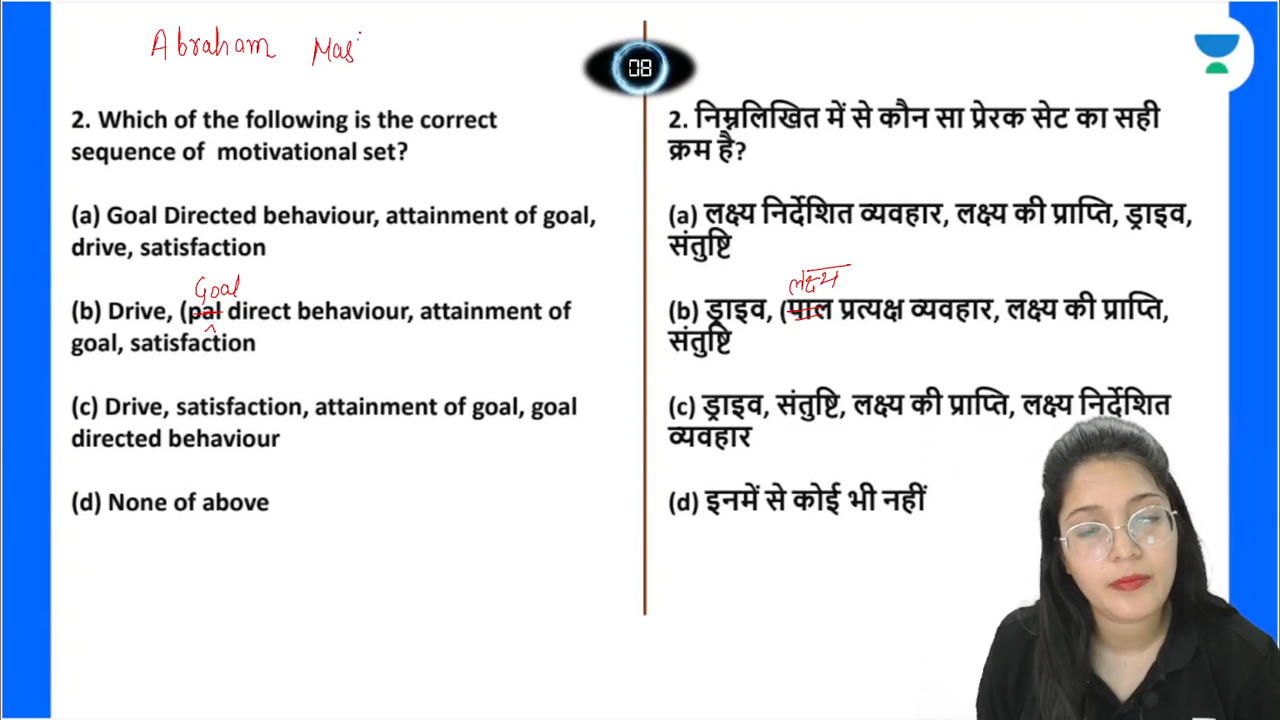 Abraham Mas
08
2. Which of the following is the correct
sequence of motivational set?
(a) Goal Directed behaviour, attainment of goal,
drive, satisfaction
Goal
(b) Drive, (pal direct behaviour, attainment of
goal, satisfaction
(c) Drive, satisfaction, attainment of goal, goal
directed behaviour
(d) None of above
2. निम्नलिखित में से कौन सा प्रेरक सेट का सही
क्रम है?
(a) लक्ष्य निर्देशित व्यवहार, लक्ष्य की प्राप्ति, ड्राइव,
संतुष्टि
लक्ष्य
(b) ड्राइव, (पाल प्रत्यक्ष व्यवहार, लक्ष्य की प्राप्ति,
संतुष्टि
(c) ड्राइव, संतुष्टि, लक्ष्य की प्राप्ति, लक्ष्य निर्देशित
व्यवहार
(d) इनमें से कोई भी नहीं